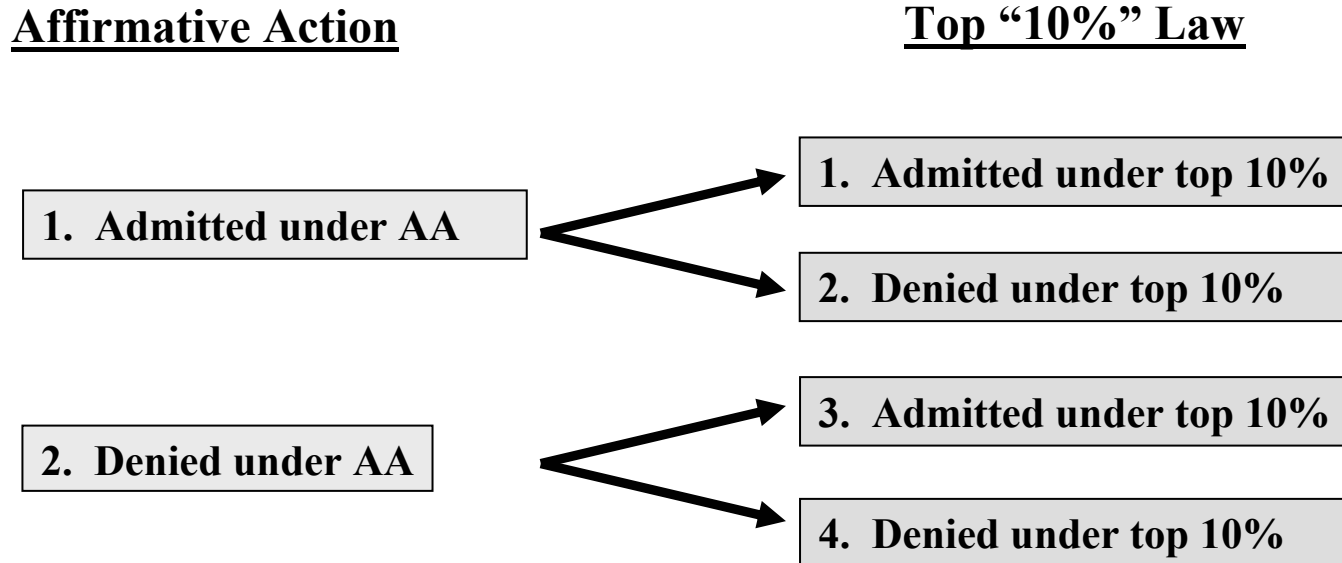 Affirmative Action
Top “10%” Law
1. Admitted under AA
1. Admitted under top 10%
2. Denied under top 10%
2. Denied under AA
3. Admitted under top 10%
4. Denied under top 10%